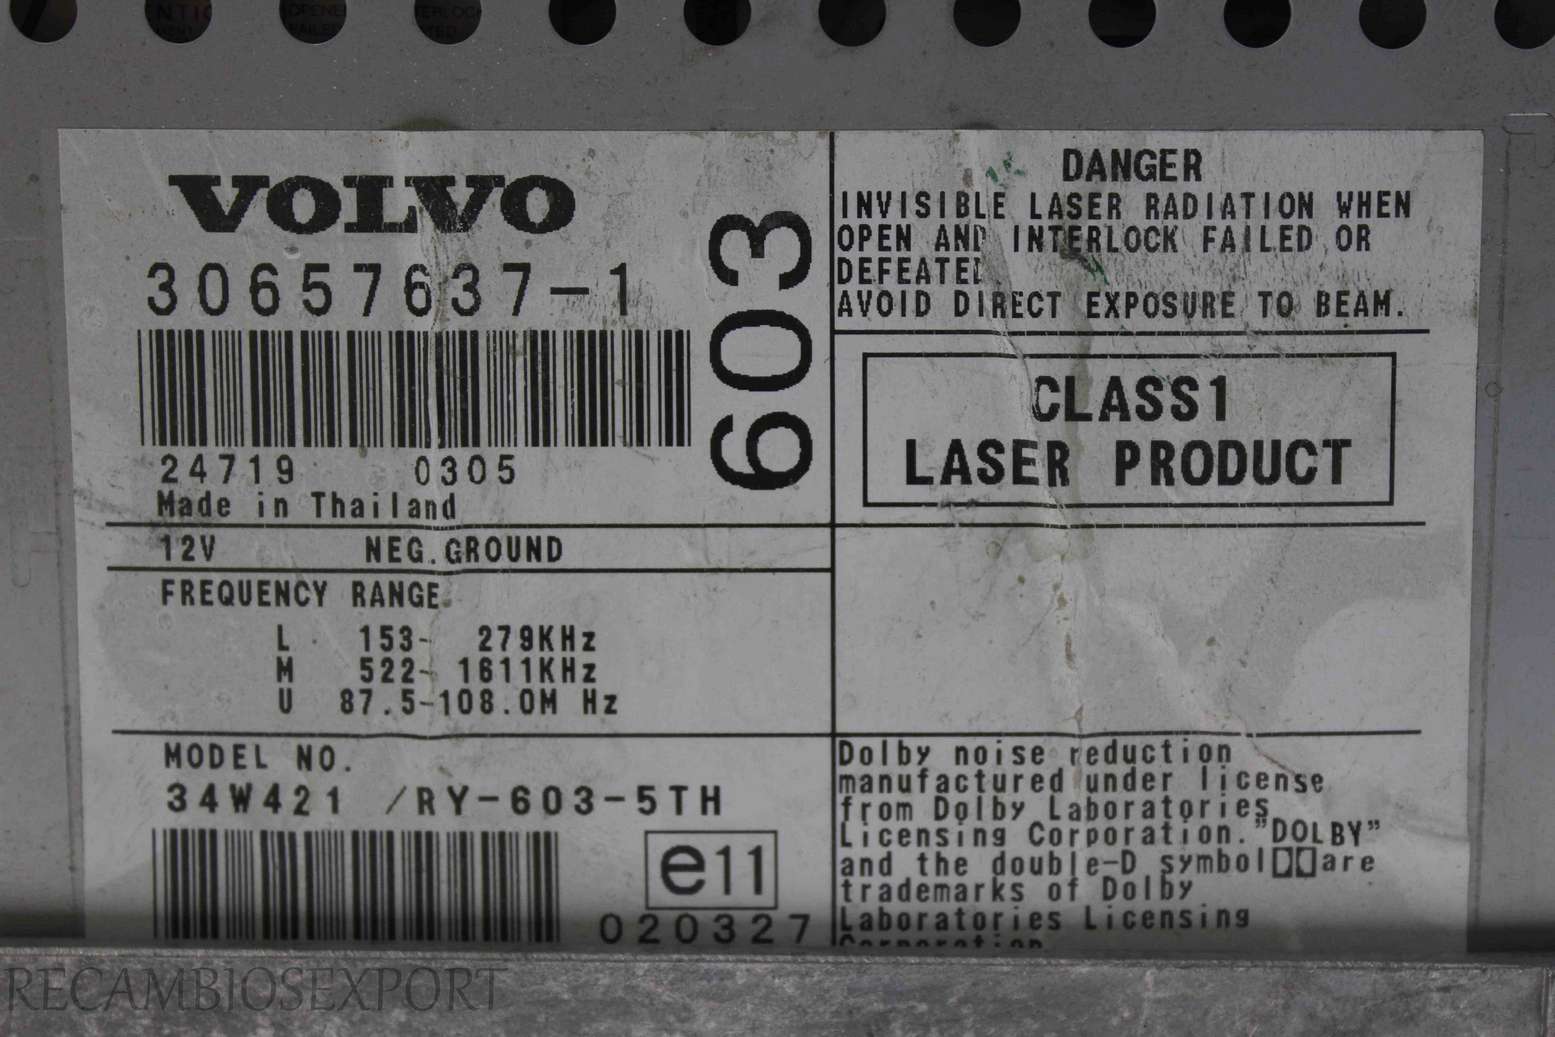 OPENE
VOLVO
30657637-1
24719 0305
Made in Thailand
603
12V NEG.GROUND
FREQUENCY RANGE
L 153- 279KHz
M 522- 1611KHz
U 87.5-108.0M Hz
MODEL NO.
34W421 /RY-603-5TH
e11
020327
DANGER
INVISIBLE LASER RADIATION WHEN
OPEN AND INTERLOCK FAILED OR
DEFEATED
AVOID DIRECT EXPOSURE TO BEAM.
CLASS1
LASER PRODUCT
Dolby noise reduction
manufactured under license
from Dolby Laboratories
Licensing Corporation. "DOLBY"
and the double-D symbol are
trademarks of Dolby
Laboratories Licensing
Corporation
RECAMBIOSEXPORT